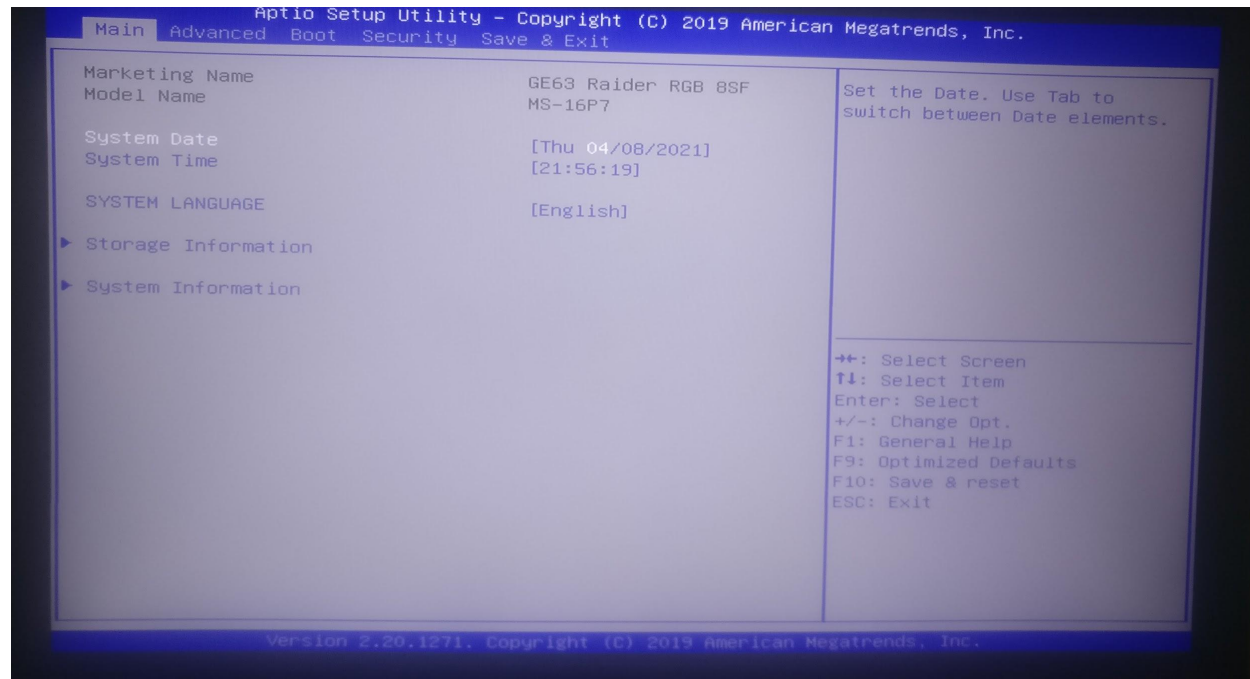 Aptio Setup Utility – Copyright (C) 2019 American Megatrends, Inc.
Main Advanced Boot Security Save & Exit
Marketing Name GE63 Raider RGB 8SF
Model Name MS-16P7
System Date [Thu 04/08/2021]
System Time [21:56:19]
SYSTEM LANGUAGE [English]
► Storage Information
► System Information
Set the Date. Use Tab to
switch between Date elements.
→←: Select Screen
↑↓: Select Item
Enter: Select
+/-: Change Opt.
F1: General Help
F9: Optimized Defaults
F10: Save & reset
ESC: Exit
Version 2.20.1271. Copyright (C) 2019 American Megatrends, Inc.